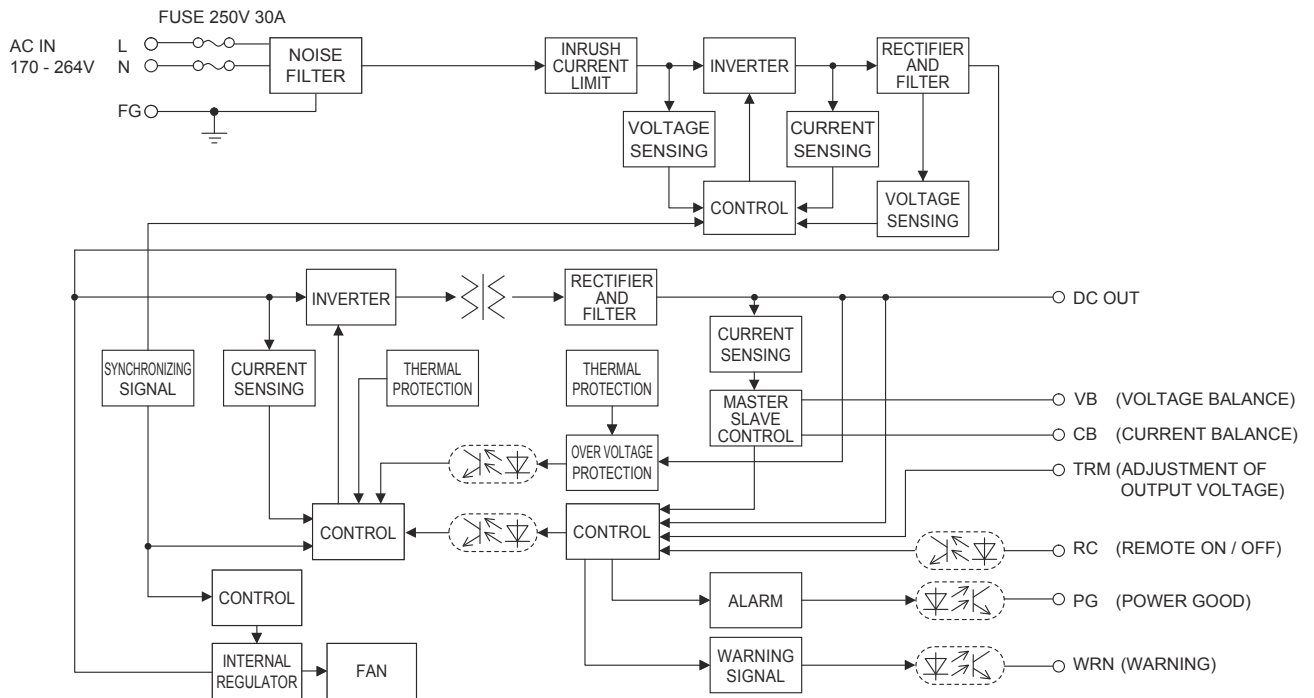 FUSE 250V 30A
AC IN
170 - 264V
L
N
FG
NOISE
FILTER
INRUSH
CURRENT
LIMIT
INVERTER
RECTIFIER
AND
FILTER
VOLTAGE
SENSING
CURRENT
SENSING
CONTROL
VOLTAGE
SENSING
INVERTER
RECTIFIER
AND
FILTER
DC OUT
SYNCHRONIZING
SIGNAL
CURRENT
SENSING
THERMAL
PROTECTION
THERMAL
PROTECTION
CURRENT
SENSING
MASTER
SLAVE
CONTROL
VB (VOLTAGE BALANCE)
CB (CURRENT BALANCE)
OVER VOLTAGE
PROTECTION
TRM (ADJUSTMENT OF
OUTPUT VOLTAGE)
CONTROL
CONTROL
RC (REMOTE ON / OFF)
CONTROL
ALARM
PG (POWER GOOD)
INTERNAL
REGULATOR
FAN
WARNING
SIGNAL
WRN (WARNING)